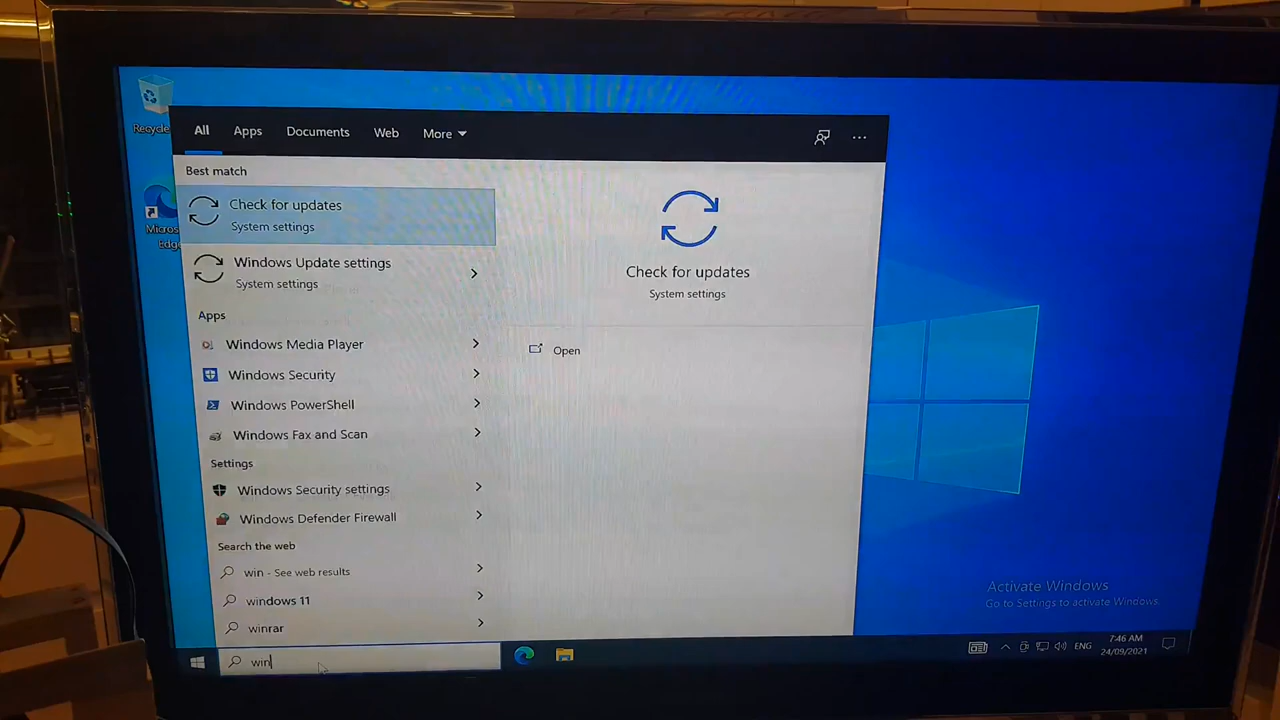 Recycle
Micros
Edg
All
Apps
Documents
Web
More
Best match
Check for updates
System settings
Windows Update settings
System settings
Apps
Windows Media Player
Windows Security
Windows PowerShell
Windows Fax and Scan
Settings
Windows Security settings
Windows Defender Firewall
Search the web
win - See web results
windows 11
winrar
win
Check for updates
System settings
Open
Activate Windows
Go to Settings to activate Windows.
ENG
7:46 AM
24/09/2021